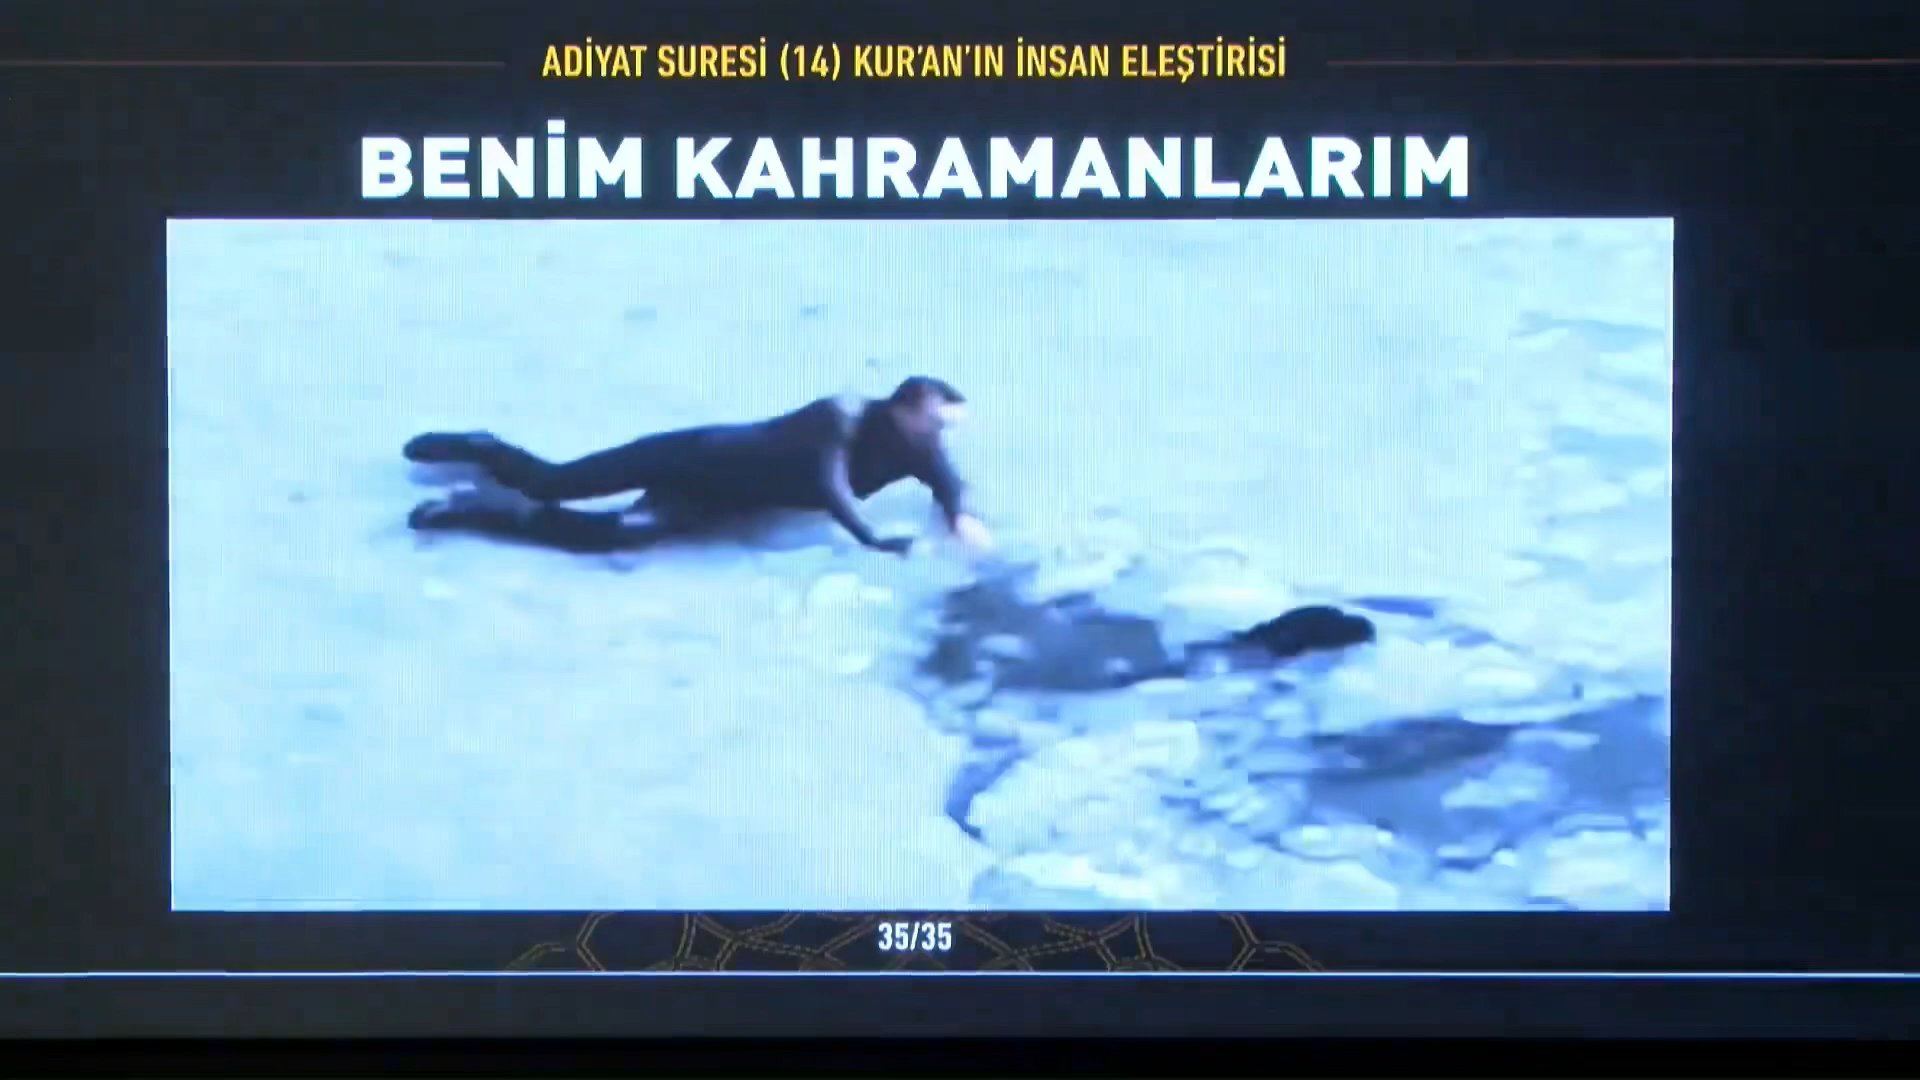 ADİYAT SURESİ (14) KUR'AN'IN İNSAN ELEŞTİRİSİ
BENİM KAHRAMANLARIM
35/35